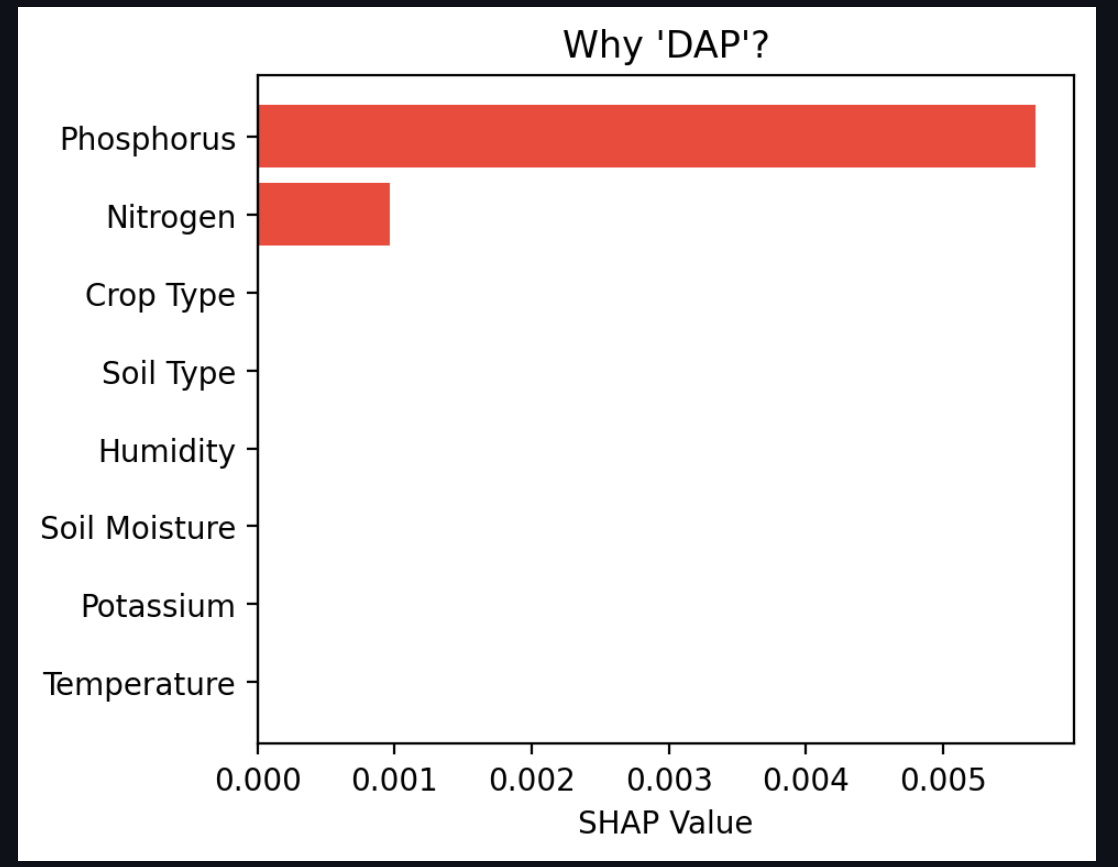 Why 'DAP'?
Phosphorus
Nitrogen
Crop Type
Soil Type
Humidity
Soil Moisture
Potassium
Temperature
0.000 0.001 0.002 0.003 0.004 0.005
SHAP Value